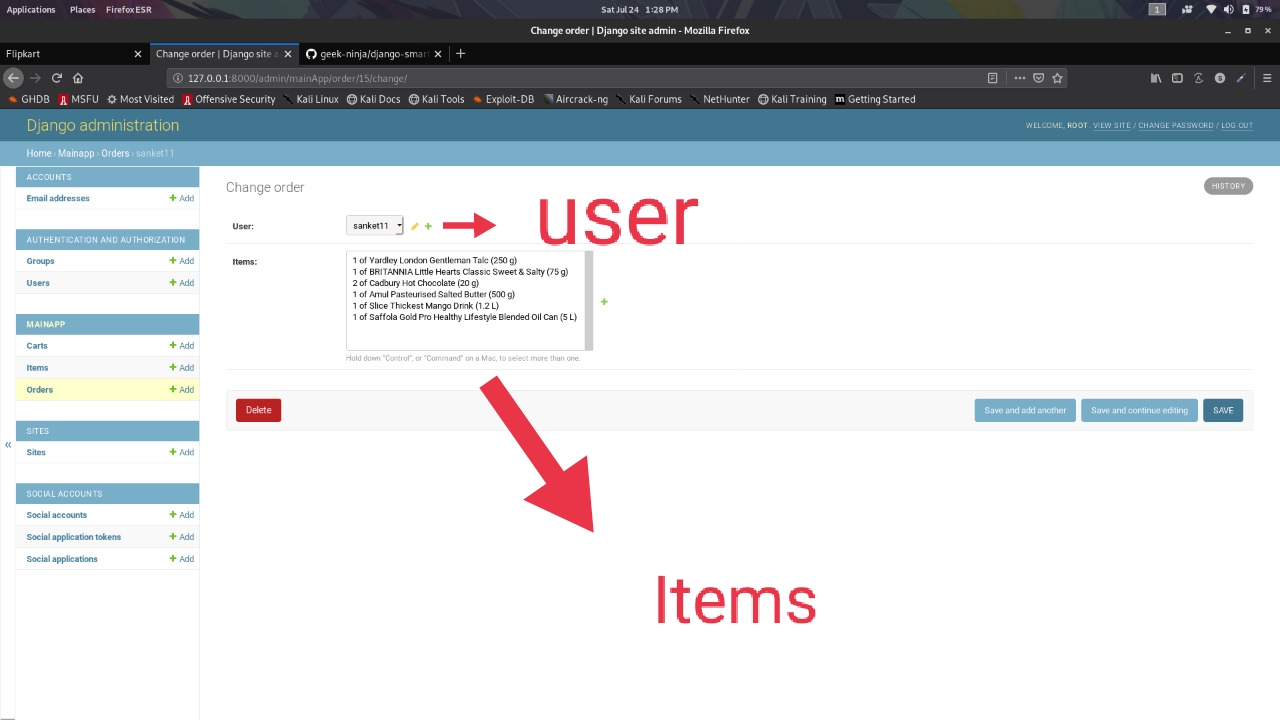 Applications Places Firefox ESR Sat Jul 24 1:28 PM 1 79%
Change order | Django site admin - Mozilla Firefox
Flipkart Change order | Django site a geek-ninja/django-smar
127.0.0.1:8000/admin/mainApp/order/15/change/
GHDB MSFU Most Visited Offensive Security Kali Linux Kali Docs Kali Tools Exploit-DB Aircrack-ng Kali Forums NetHunter Kali Training Getting Started
Django administration
WELCOME, ROOT. VIEW SITE / CHANGE PASSWORD / LOG OUT
Home › Mainapp › Orders › sanket11
ACCOUNTS
Email addresses + Add
AUTHENTICATION AND AUTHORIZATION
Groups + Add
Users + Add
MAINAPP
Carts + Add
Items + Add
Orders + Add
SITES
Sites + Add
«
SOCIAL ACCOUNTS
Social accounts + Add
Social application tokens + Add
Social applications + Add
Change order
HISTORY
User: sanket11
user
Items:
1 of Yardley London Gentleman Talc (250 g)
1 of BRITANNIA Little Hearts Classic Sweet & Salty (75 g)
2 of Cadbury Hot Chocolate (20 g)
1 of Amul Pasteurised Salted Butter (500 g)
1 of Slice Thickest Mango Drink (1.2 L)
1 of Saffola Gold Pro Healthy Lifestyle Blended Oil Can (5 L)
Hold down "Control", or "Command" on a Mac, to select more than one.
Delete Save and add another Save and continue editing SAVE
Items